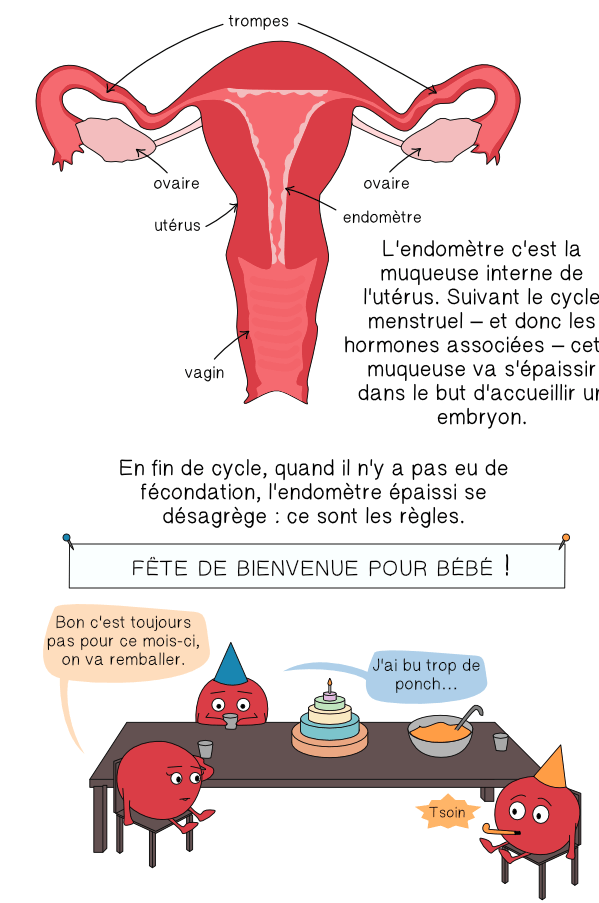 trompes
ovaire
ovaire
utérus
endomètre
L'endomètre c'est la
muqueuse interne de
l'utérus. Suivant le cycle
menstruel – et donc les
hormones associées – cet
muqueuse va s'épaissir
dans le but d'accueillir un
embryon.
vagin
En fin de cycle, quand il n'y a pas eu de
fécondation, l'endomètre épaissi se
désagrège : ce sont les règles.
FÊTE DE BIENVENUE POUR BÉBÉ !
Bon c'est toujours
pas pour ce mois-ci,
on va remballer.
J'ai bu trop de
ponch...
Tsoin